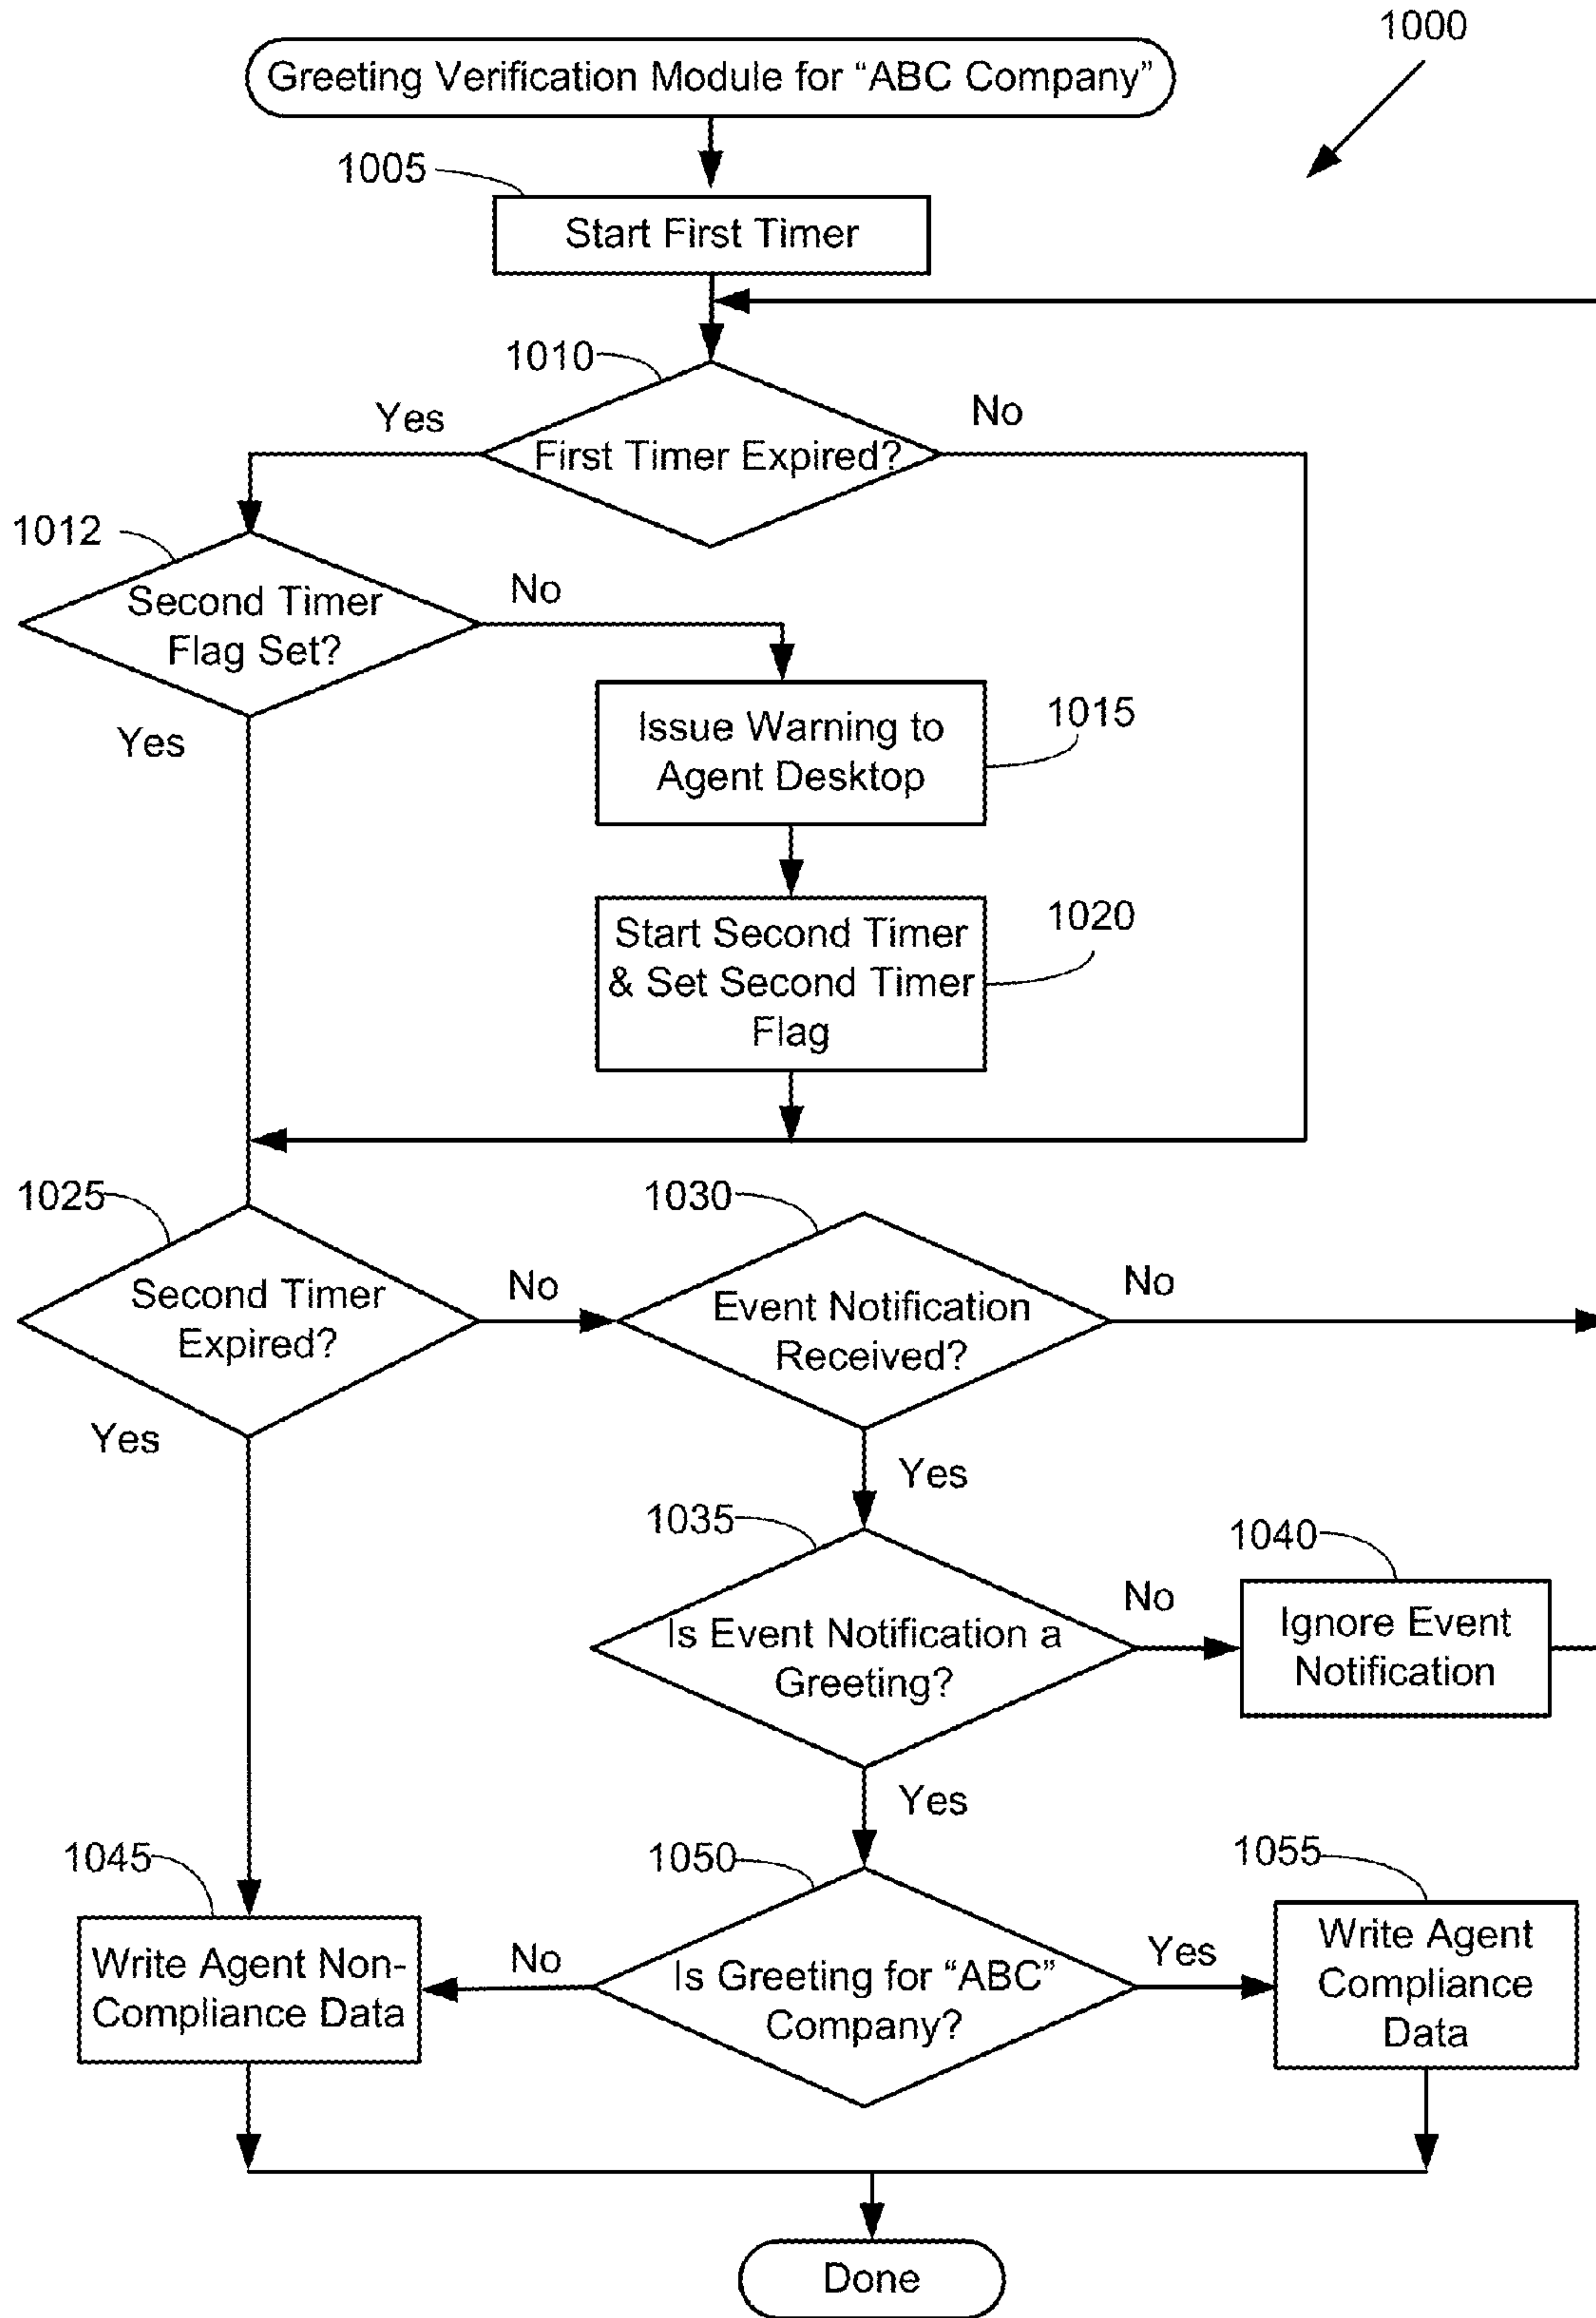 1000
Greeting Verification Module for “ABC Company”
1005
Start First Timer
1010
Yes
No
First Timer Expired?
1012
No
Second Timer
Flag Set?
Yes
Issue Warning to
Agent Desktop
1015
Start Second Timer
& Set Second Timer
Flag
1020
1025
1030
Second Timer
Expired?
No
Event Notification
Received?
No
Yes
Yes
1035
1040
Is Event Notification a
Greeting?
No
Ignore Event
Notification
Yes
1045
1050
1055
Write Agent Non-
Compliance Data
No
Is Greeting for “ABC”
Company?
Yes
Write Agent
Compliance
Data
Done